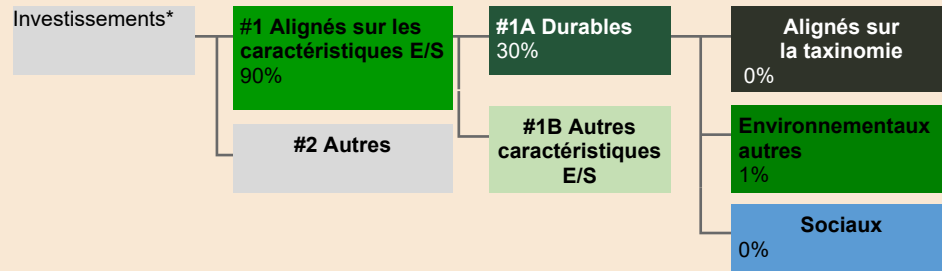 Investissements*
#1 Alignés sur les
caractéristiques E/S
90%
#2 Autres
#1A Durables
30%
#1B Autres
caractéristiques
E/S
Alignés sur
la taxinomie
0%
Environnementaux
autres
1%
Sociaux
0%